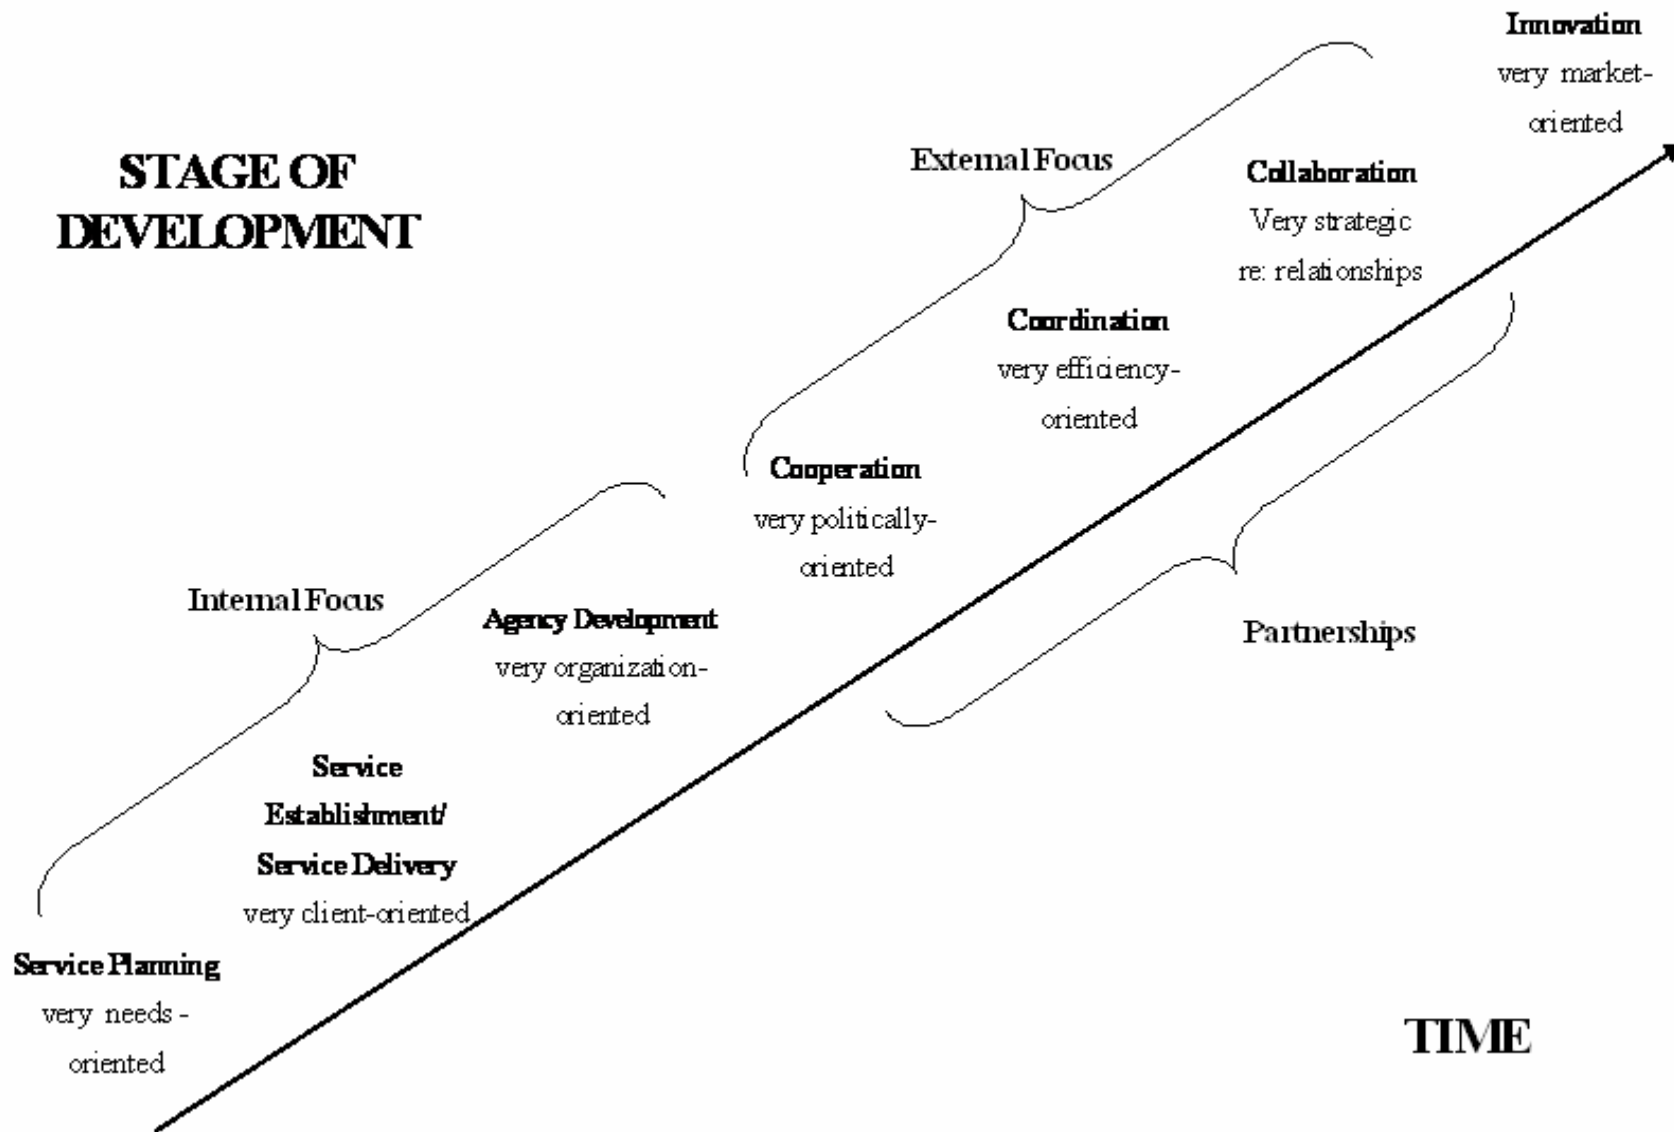 Innovation
very market-
oriented
STAGE OF
DEVELOPMENT
External Focus
Collaboration
Very strategic
re: relationships
Coordination
very efficiency-
oriented
Cooperation
very politically-
oriented
Internal Focus
Agency Development
very organization-
oriented
Partnerships
Service
Establishment/
Service Delivery
very client-oriented
Service Planning
very needs -
oriented
TIME